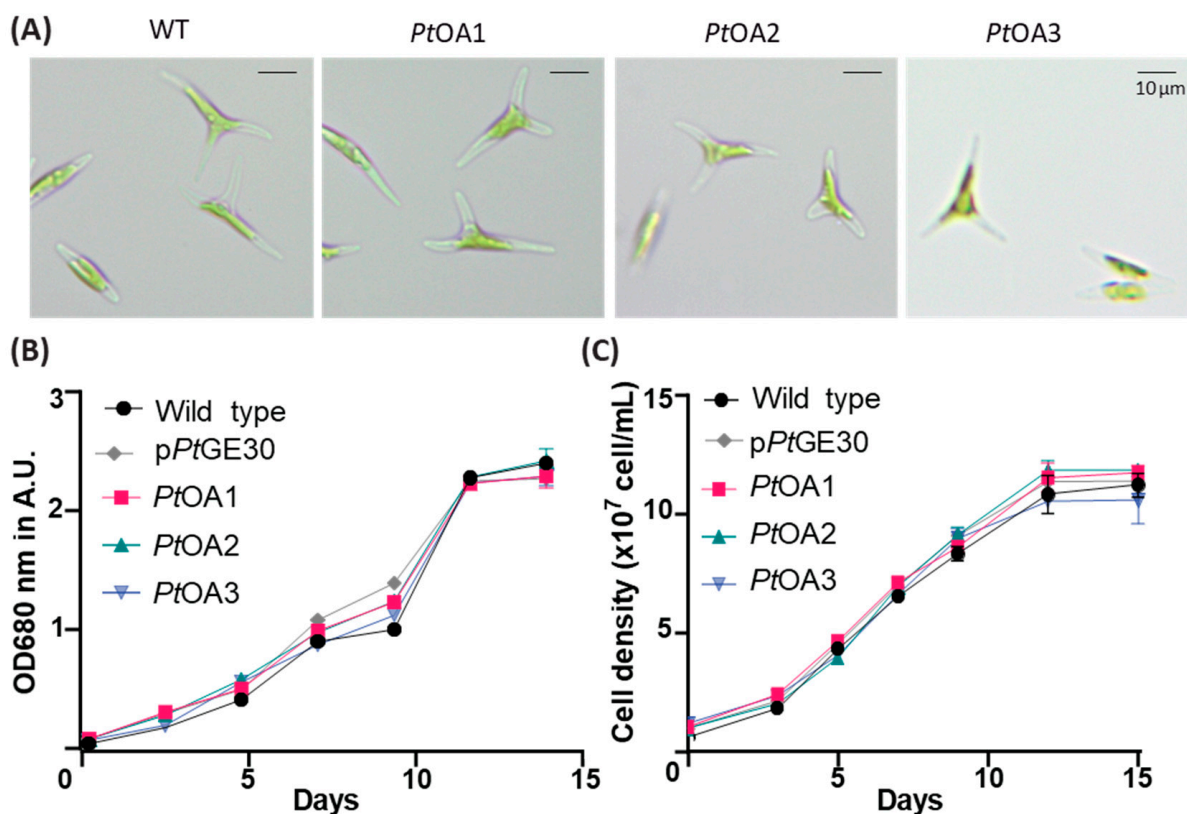 (A)
WT
PtOA1
PtOA2
PtOA3
10 µm
(B)
3
2
1
0
5
10
15
OD680 nm in A.U.
Days
Wild type
pPtGE30
PtOA1
PtOA2
PtOA3
(C)
15
10
5
0
5
10
15
Cell density (x10⁷ cell/mL)
Days
Wild type
pPtGE30
PtOA1
PtOA2
PtOA3